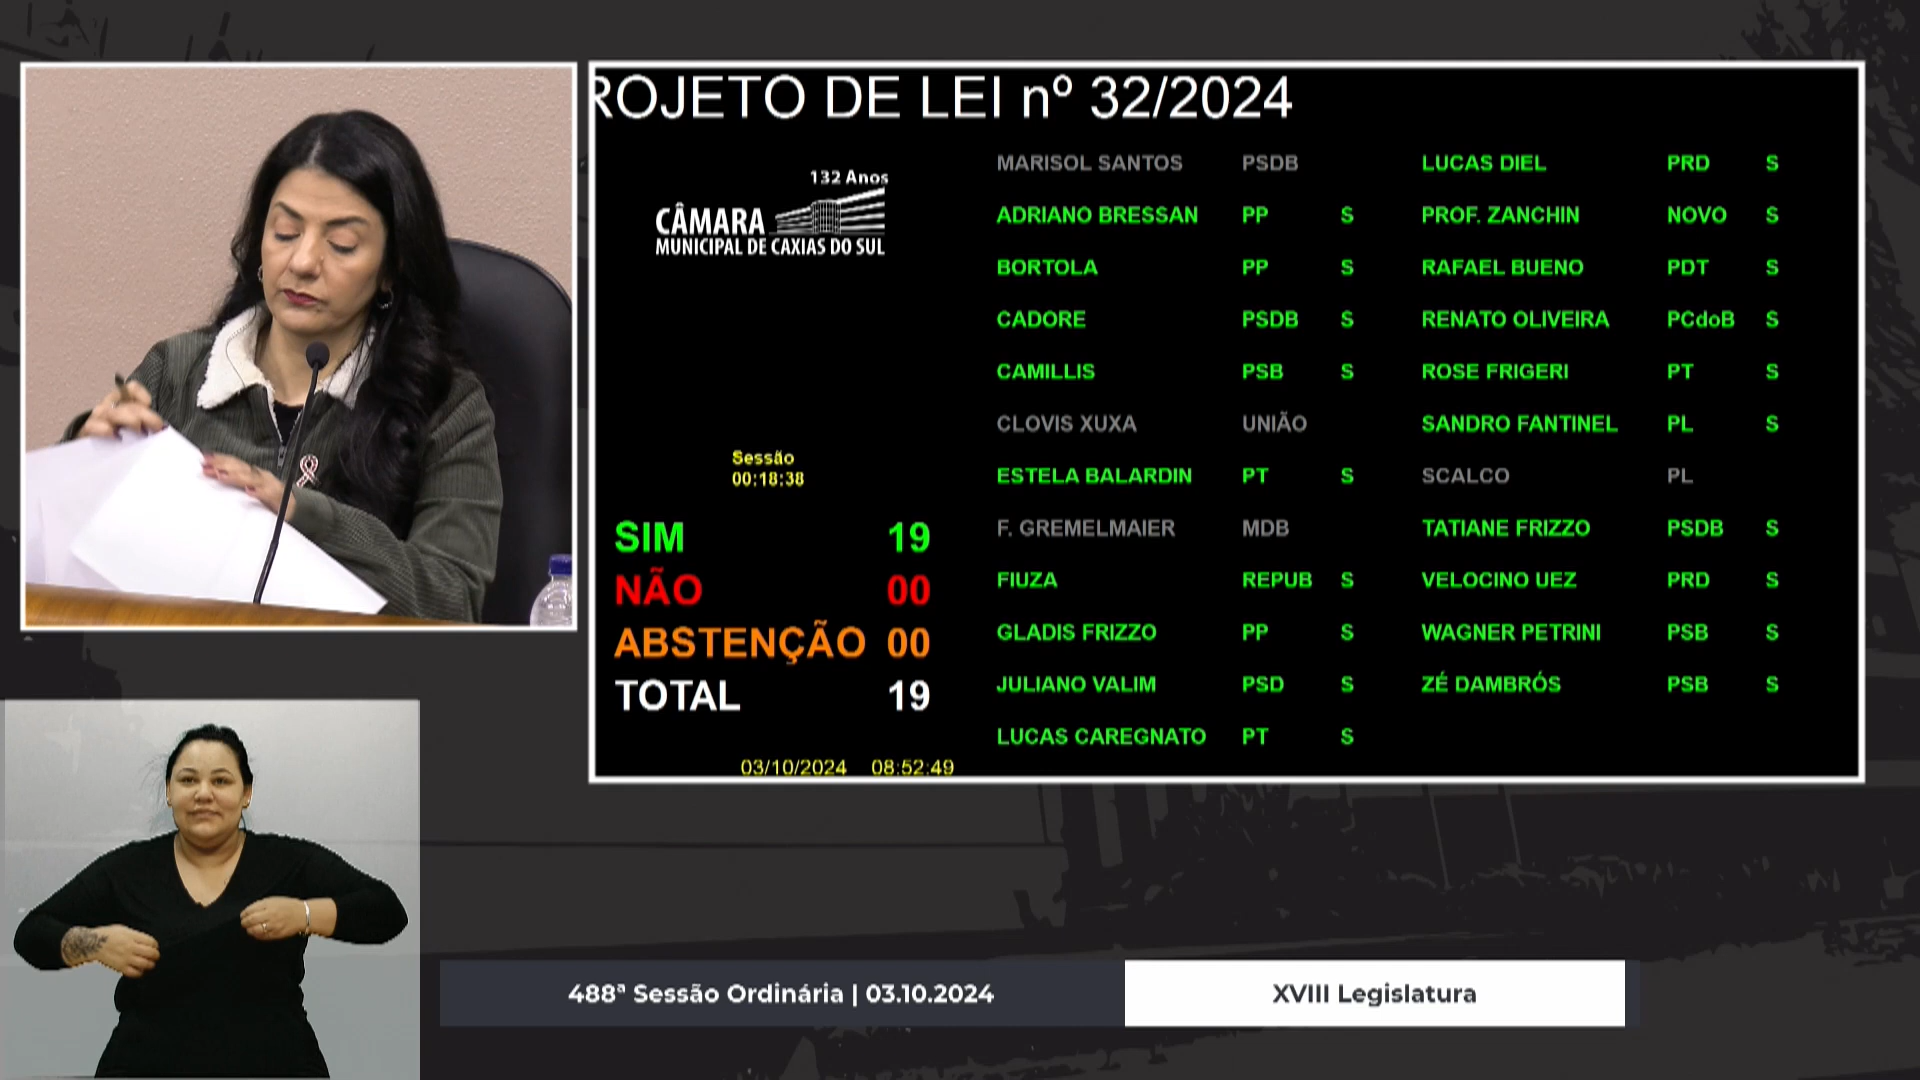 ROJETO DE LEI nº 32/2024
132 Anos
CÂMARA
MUNICIPAL DE CAXIAS DO SUL
Sessão
00:18:38
SIM 19
NÃO 00
ABSTENÇÃO 00
TOTAL 19
03/10/2024 08:52:49
MARISOL SANTOS PSDB
ADRIANO BRESSAN PP S
BORTOLA PP S
CADORE PSDB S
CAMILLIS PSB S
CLOVIS XUXA UNIÃO
ESTELA BALARDIN PT S
F. GREMELMAIER MDB
FIUZA REPUB S
GLADIS FRIZZO PP S
JULIANO VALIM PSD S
LUCAS CAREGNATO PT S
LUCAS DIEL PRD S
PROF. ZANCHIN NOVO S
RAFAEL BUENO PDT S
RENATO OLIVEIRA PCdoB S
ROSE FRIGERI PT S
SANDRO FANTINEL PL S
SCALCO PL
TATIANE FRIZZO PSDB S
VELOCINO UEZ PRD S
WAGNER PETRINI PSB S
ZÉ DAMBRÓS PSB S
488ª Sessão Ordinária | 03.10.2024
XVIII Legislatura